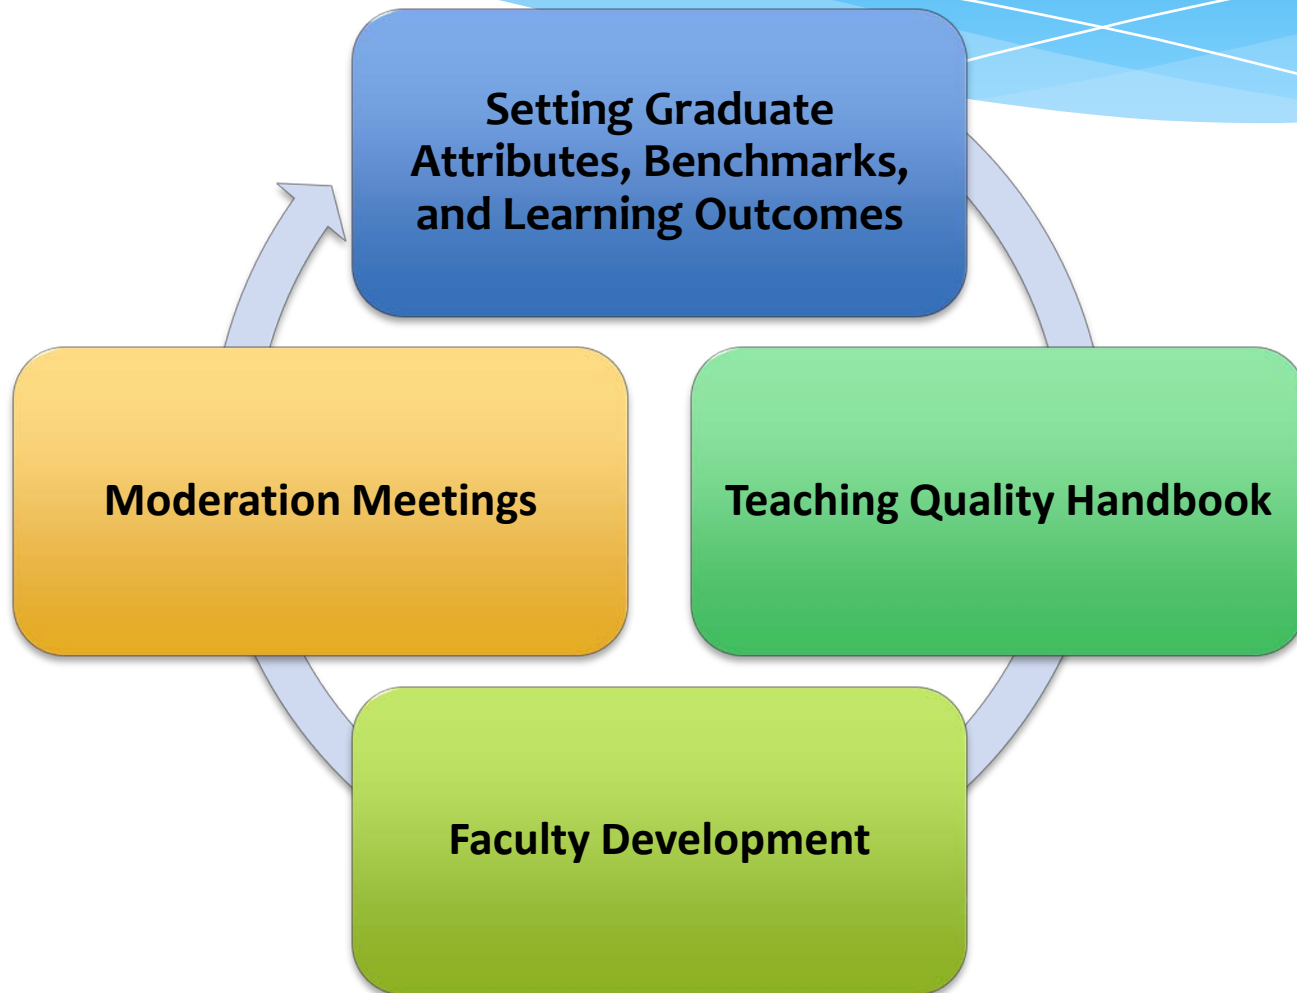 Setting Graduate
Attributes, Benchmarks,
and Learning Outcomes
Moderation Meetings
Teaching Quality Handbook
Faculty Development